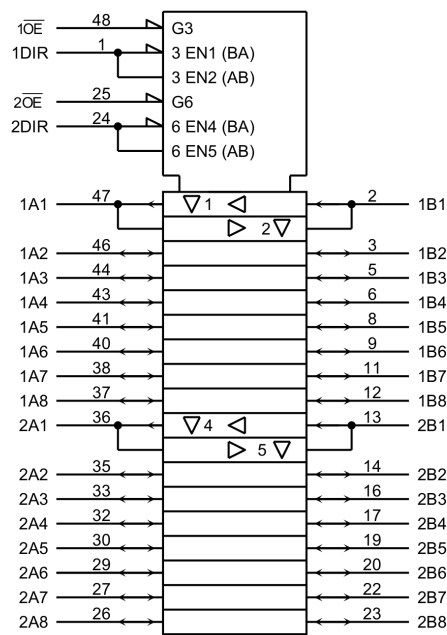 1O̅E̅ 48 G3
1DIR 1 3 EN1 (BA)
3 EN2 (AB)
2O̅E̅ 25 G6
2DIR 24 6 EN4 (BA)
6 EN5 (AB)
1A1 47 1 2 1B1
2
1A2 46 3 1B2
1A3 44 5 1B3
1A4 43 6 1B4
1A5 41 8 1B5
1A6 40 9 1B6
1A7 38 11 1B7
1A8 37 12 1B8
2A1 36 4 13 2B1
5
2A2 35 14 2B2
2A3 33 16 2B3
2A4 32 17 2B4
2A5 30 19 2B5
2A6 29 20 2B6
2A7 27 22 2B7
2A8 26 23 2B8